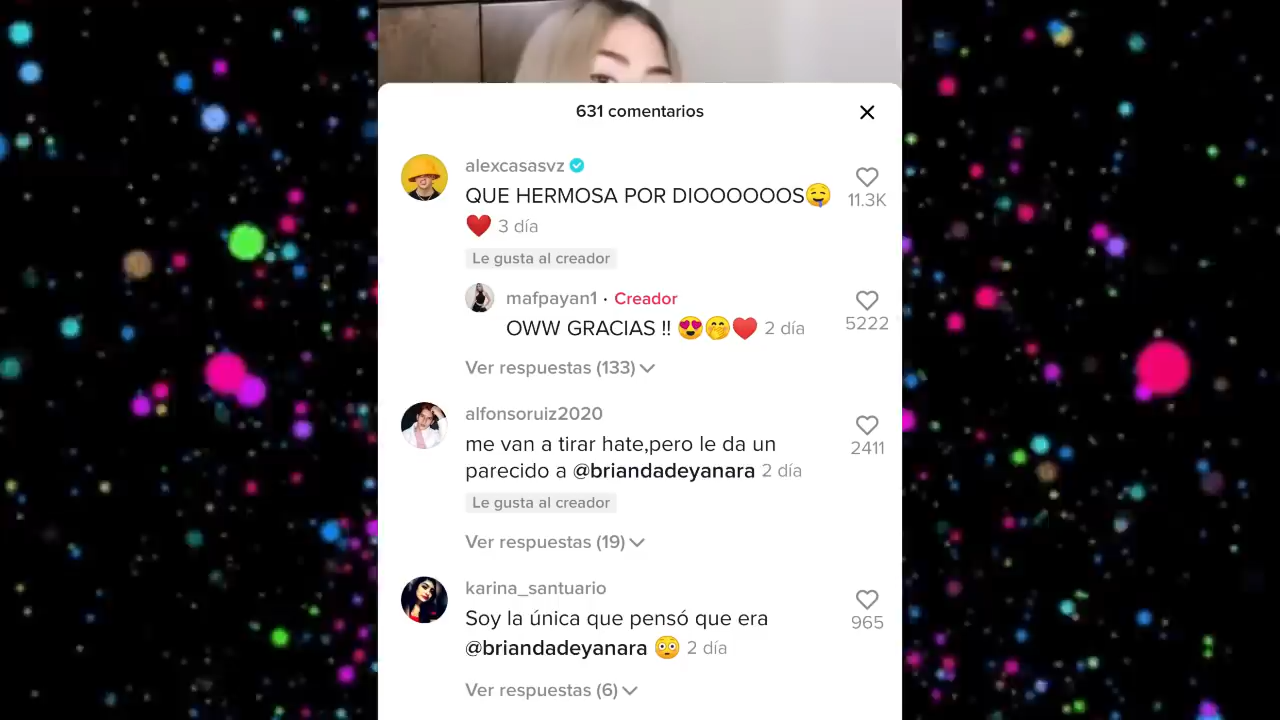 631 comentarios
alexcasasvz
QUE HERMOSA POR DIOOOOOOS🤤
❤️ 3 día
11.3K
Le gusta al creador
mafpayan1 · Creador
OWW GRACIAS !! 😍🤭❤️ 2 día
5222
Ver respuestas (133)
alfonsoruiz2020
me van a tirar hate,pero le da un
parecido a @briandadeyanara 2 día
2411
Le gusta al creador
Ver respuestas (19)
karina_santuario
Soy la única que pensó que era
@briandadeyanara 😳 2 día
965
Ver respuestas (6)